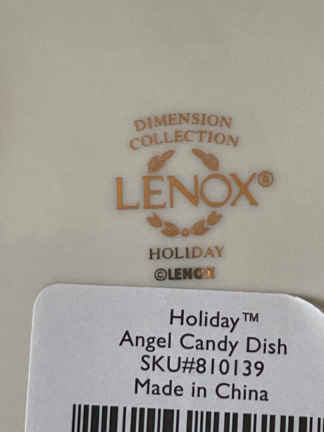 DIMENSION
COLLECTION
LENOX®
HOLIDAY
©LENOX
Holiday™
Angel Candy Dish
SKU#810139
Made in China